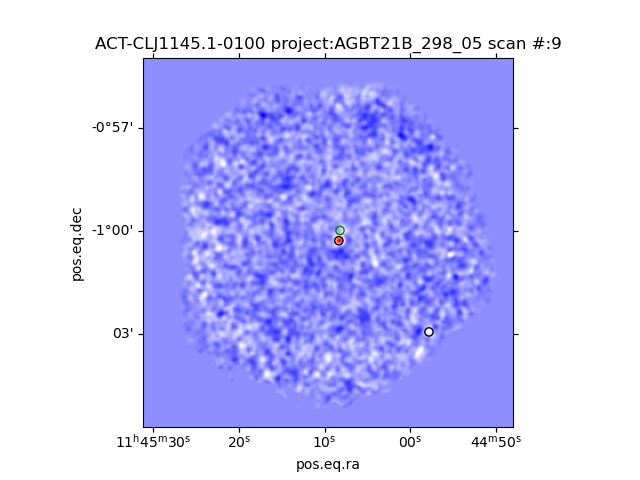 ACT-CLJ1145.1-0100 project:AGBT21B_298_05 scan #:9
-0°57'
-1°00'
03'
pos.eq.dec
11ʰ45ᵐ30ˢ 20ˢ 10ˢ 00ˢ 44ᵐ50ˢ
pos.eq.ra